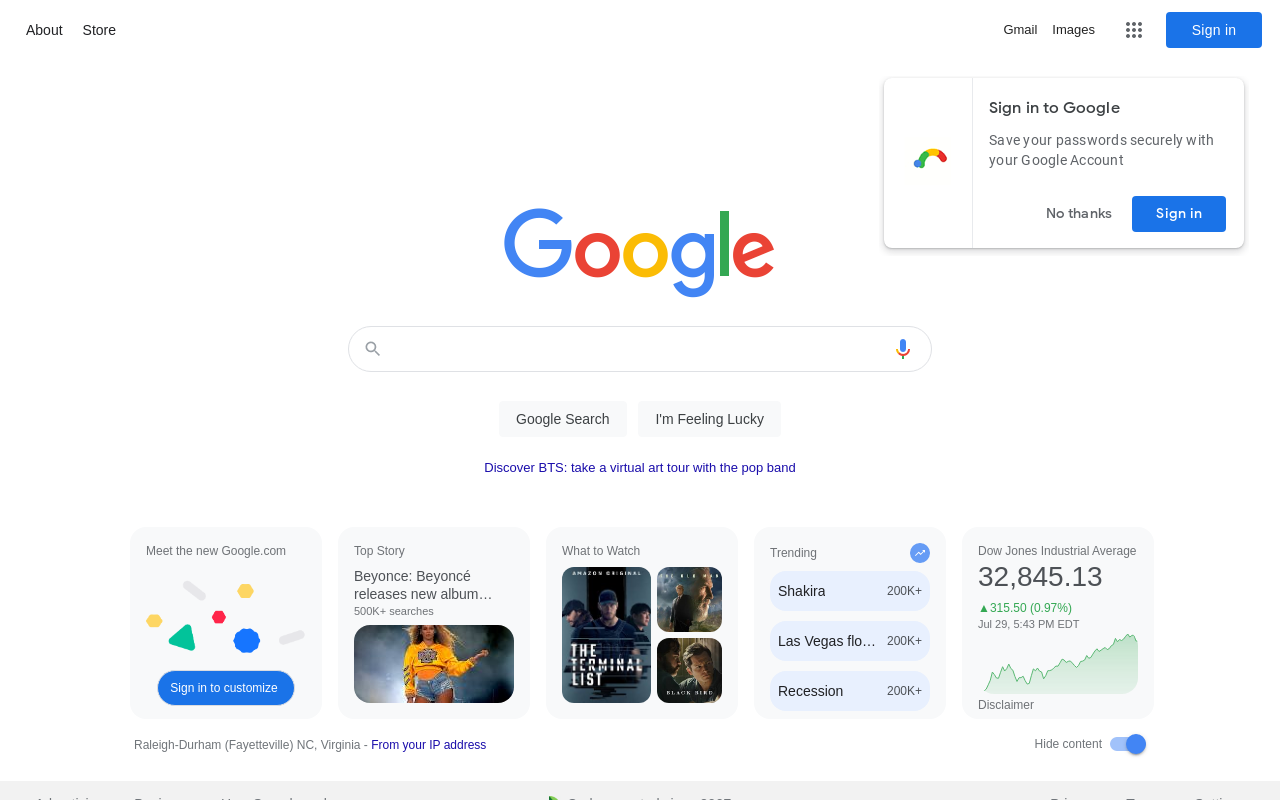 About Store Gmail Images Sign in
Sign in to Google
Save your passwords securely with
your Google Account
No thanks Sign in
Google
Google Search I'm Feeling Lucky
Discover BTS: take a virtual art tour with the pop band
Meet the new Google.com
Sign in to customize
Top Story
Beyonce: Beyoncé
releases new album…
500K+ searches
What to Watch
AMAZON ORIGINAL
THE TERMINAL
LIST
THE OLD MAN
BLACK BIRD
Trending
Shakira 200K+
Las Vegas flo… 200K+
Recession 200K+
Dow Jones Industrial Average
32,845.13
▲315.50 (0.97%)
Jul 29, 5:43 PM EDT
Disclaimer
Raleigh-Durham (Fayetteville) NC, Virginia - From your IP address
Hide content